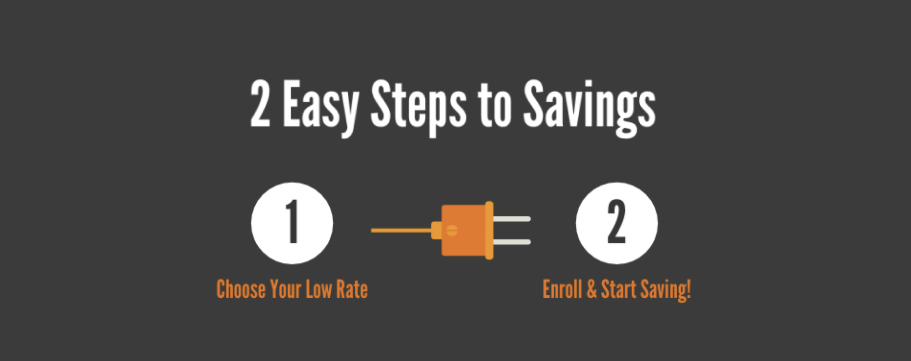 2 Easy Steps to Savings
1
2
Choose Your Low Rate
Enroll & Start Saving!